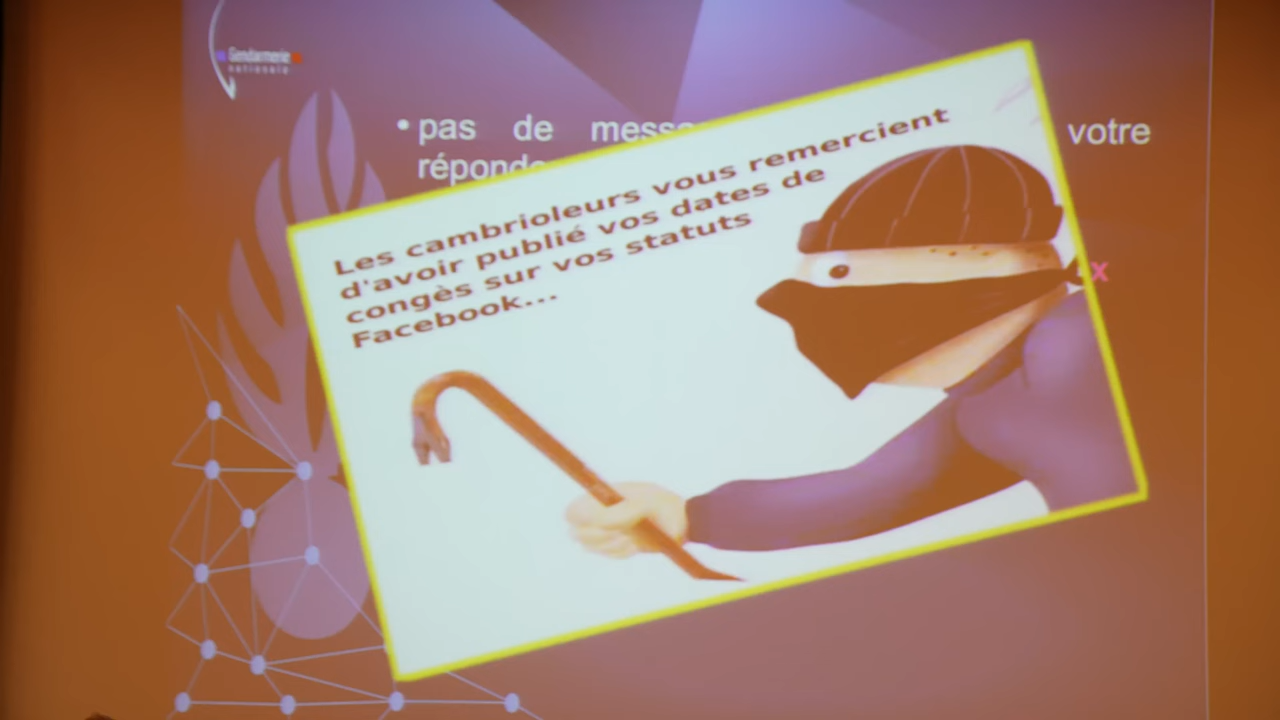 Gendarmerie
nationale
• pas de mess votre
réponde
Les cambrioleurs vous remercient
d'avoir publié vos dates de
congès sur vos statuts
Facebook...
x